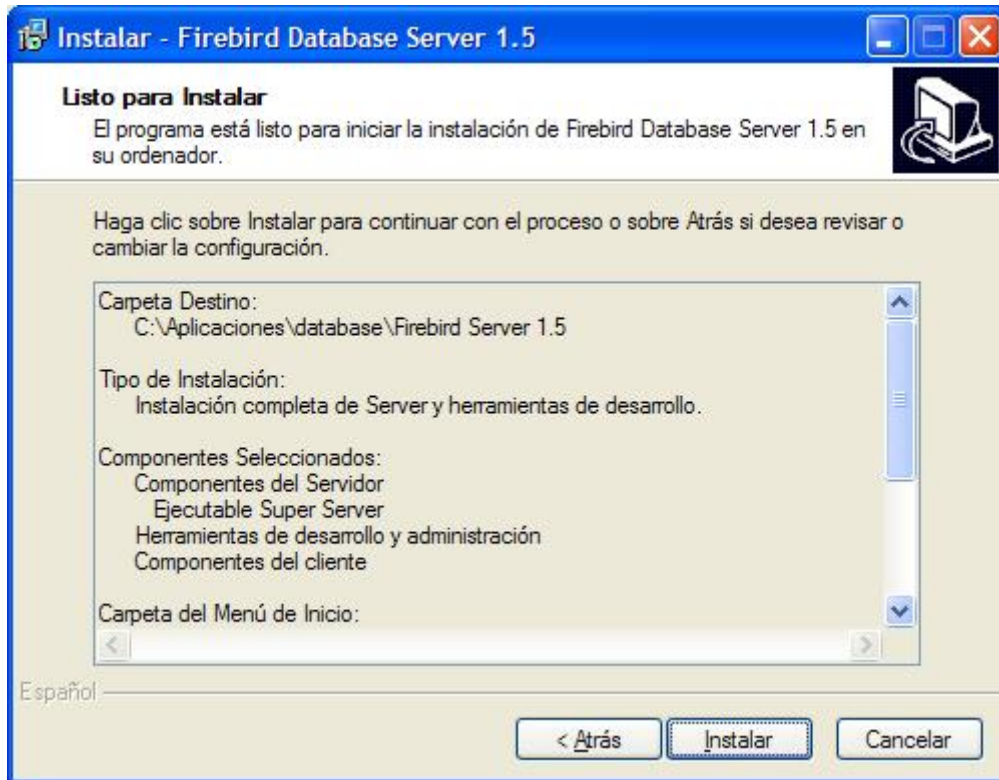 Instalar - Firebird Database Server 1.5
Listo para Instalar
El programa está listo para iniciar la instalación de Firebird Database Server 1.5 en
su ordenador.
Haga clic sobre Instalar para continuar con el proceso o sobre Atrás si desea revisar o
cambiar la configuración.
Carpeta Destino:
C:\Aplicaciones\database\Firebird Server 1.5
Tipo de Instalación:
Instalación completa de Server y herramientas de desarrollo.
Componentes Seleccionados:
Componentes del Servidor
Ejecutable Super Server
Herramientas de desarrollo y administración
Componentes del cliente
Carpeta del Menú de Inicio:
Español
< Atrás Instalar Cancelar